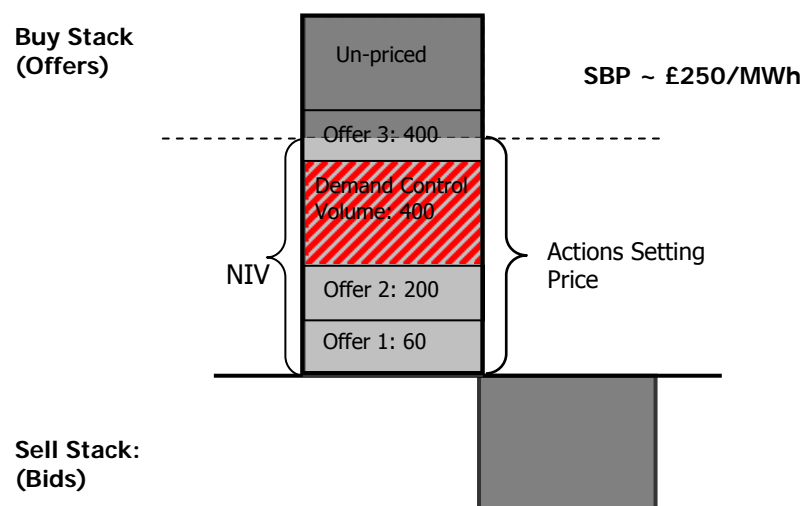 Buy Stack
(Offers)
Un-priced
SBP ~ £250/MWh
Offer 3: 400
Demand Control
Volume: 400
NIV
Actions Setting
Price
Offer 2: 200
Offer 1: 60
Sell Stack:
(Bids)